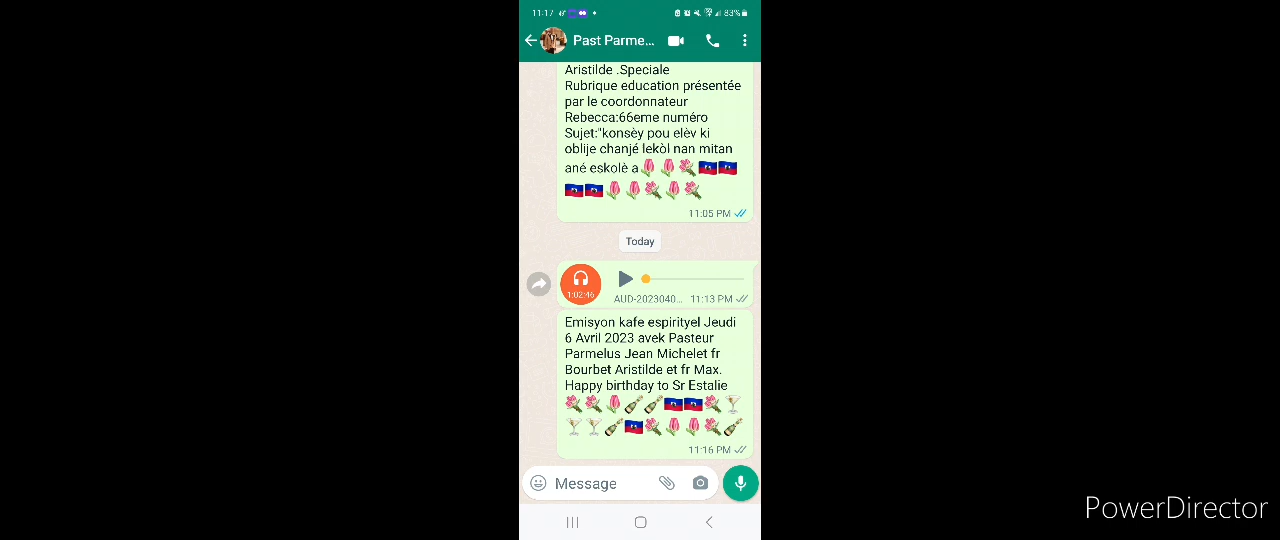 11:17
83%
Past Parme...
Aristilde .Speciale
Rubrique education présentée
par le coordonnateur
Rebecca:66eme numéro
Sujet:"konsèy pou elèv ki
oblije chanjé lekòl nan mitan
ané eskolè a
11:05 PM
Today
1:02:46
AUD-2023040... 11:13 PM
Emisyon kafe espirityel Jeudi
6 Avril 2023 avek Pasteur
Parmelus Jean Michelet fr
Bourbet Aristilde et fr Max.
Happy birthday to Sr Estalie
11:16 PM
Message
PowerDirector